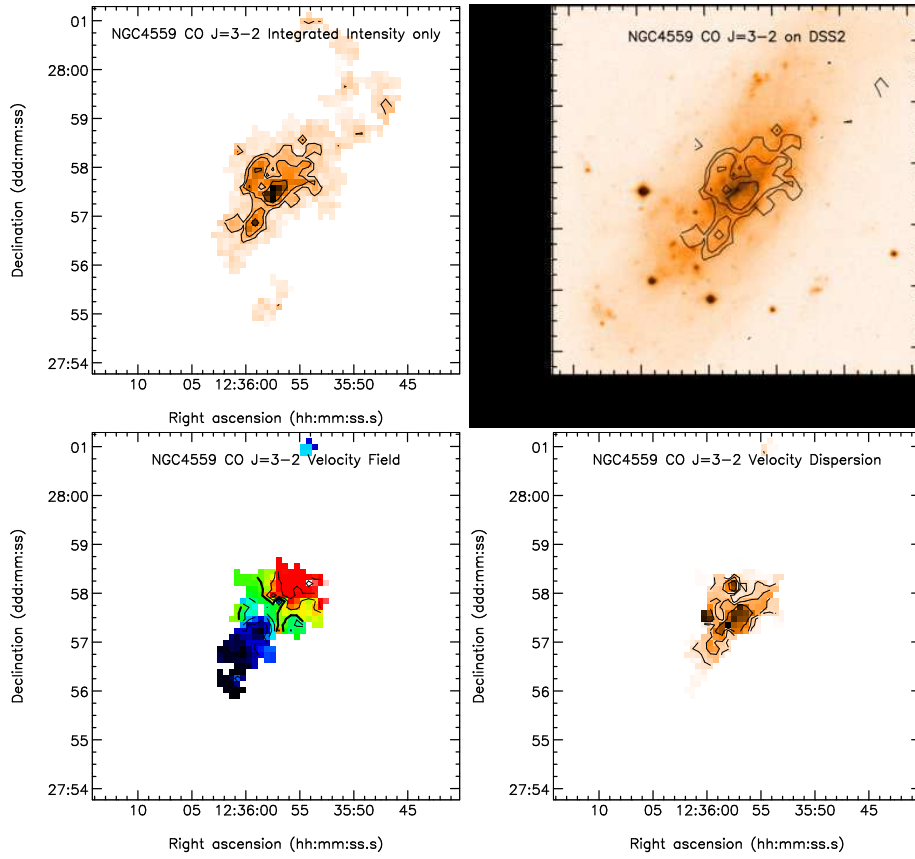 NGC4559 CO J=3-2 Integrated Intensity only
01
28:00
59
58
57
56
55
27:54
Declination (ddd:mm:ss)
10 05 12:36:00 55 35:50 45
Right ascension (hh:mm:ss.s)
NGC4559 CO J=3-2 on DSS2
NGC4559 CO J=3-2 Velocity Field
01
28:00
59
58
57
56
55
27:54
Declination (ddd:mm:ss)
10 05 12:36:00 55 35:50 45
Right ascension (hh:mm:ss.s)
NGC4559 CO J=3-2 Velocity Dispersion
01
28:00
59
58
57
56
55
27:54
Declination (ddd:mm:ss)
10 05 12:36:00 55 35:50 45
Right ascension (hh:mm:ss.s)